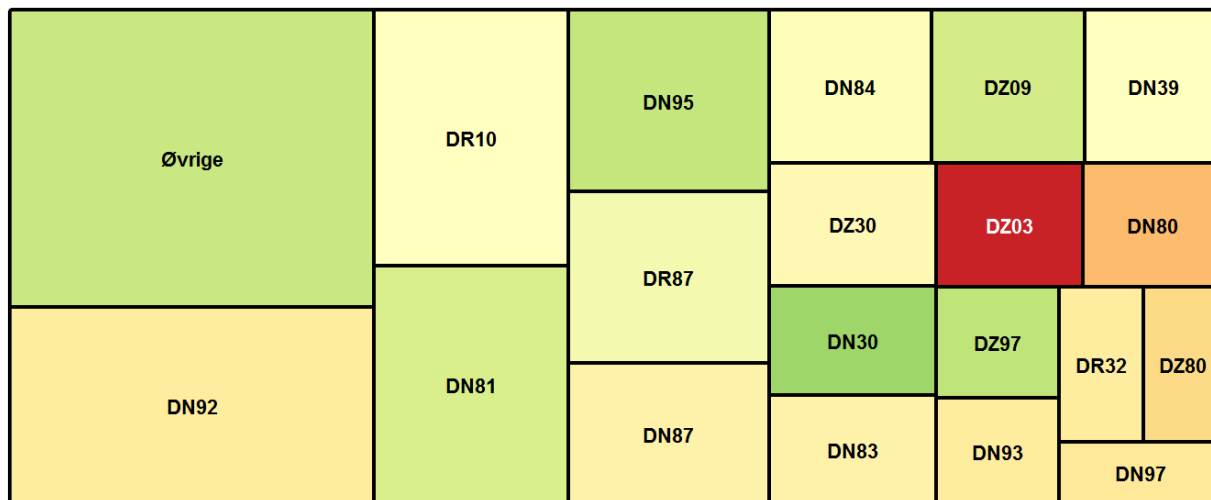 Øvrige
DN92
DR10
DN81
DN95
DR87
DN87
DN84
DZ09
DN39
DZ30
DZ03
DN80
DN30
DZ97
DR32
DZ80
DN83
DN93
DN97